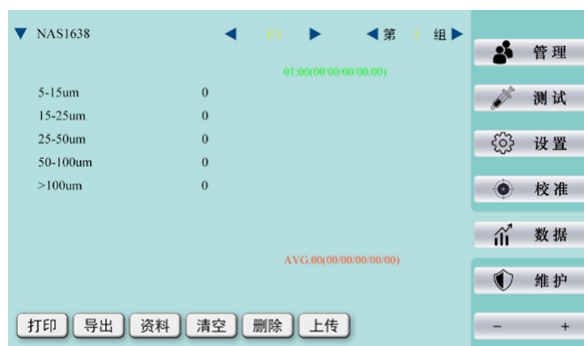 ▼ NAS1638 ◀ ▶ ◀ 第 1 组 ▶
01:00(00/00/00/00/00)
5-15um 0
15-25um 0
25-50um 0
50-100um 0
>100um 0
AVG.00(00/00/00/00/00)
打印 导出 资料 清空 删除 上传
管理
测试
设置
校准
数据
维护
- +